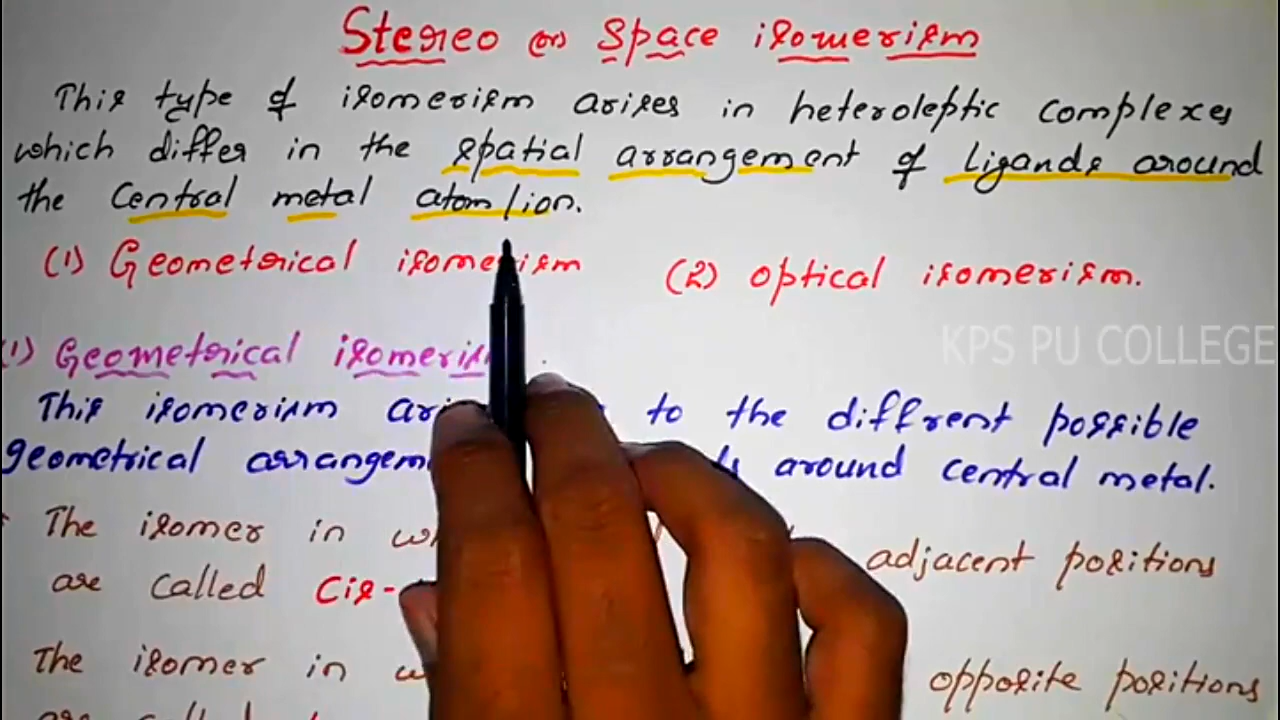 Stereo (or) Space isomerism
This type of isomerism arises in heteroleptic complexes
which differ in the spatial arrangement of ligands around
the central metal atom/ion.
(1) Geometrical isomerism (2) optical isomerism.
KPS PU COLLEGE
(1) Geometrical
This isomerism to the diffrent possible
geometrical around central metal.
The isomer in adjacent positions
are called Cis-
The isomer in opposite positions